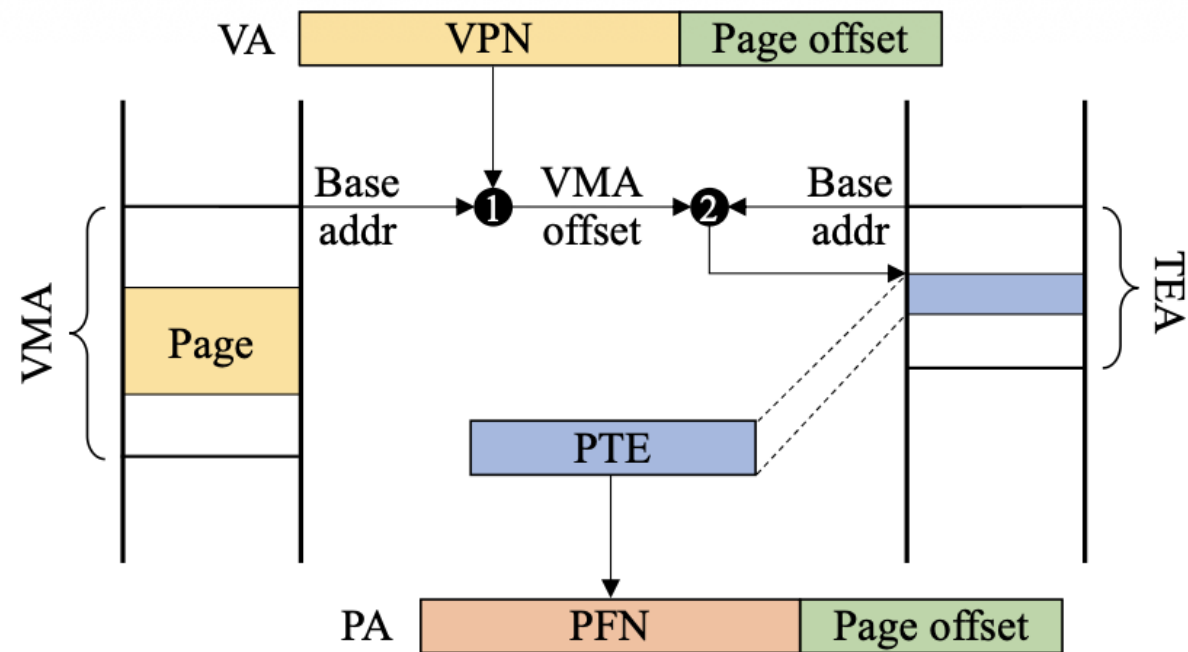 VA VPN Page offset
Base
addr
1
VMA
offset
2
Base
addr
VMA
Page
TEA
PTE
PA PFN Page offset